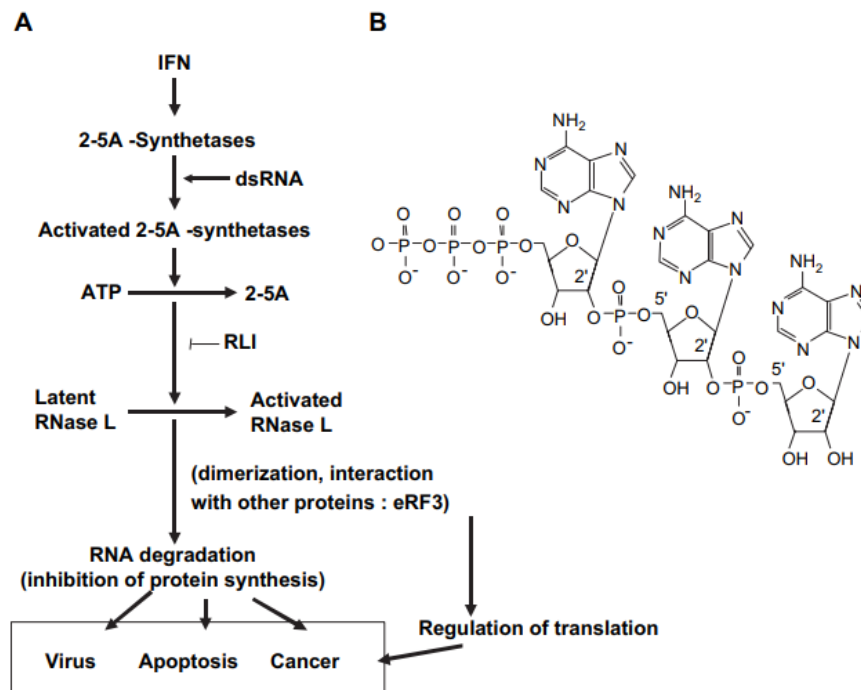 A
IFN
2-5A -Synthetases
dsRNA
Activated 2-5A -synthetases
ATP
2-5A
RLI
Latent
RNase L
Activated
RNase L
(dimerization, interaction
with other proteins : eRF3)
RNA degradation
(inhibition of protein synthesis)
Regulation of translation
Virus
Apoptosis
Cancer
B
NH2
N
N
N
N
O
O
O
O
P
O
P
O
P
O
O-
O-
O-
O
2'
OH
O
O
P
O
O-
5'
NH2
N
N
N
N
O
2'
OH
O
O
P
O
O-
5'
NH2
N
N
N
N
O
2'
OH
OH